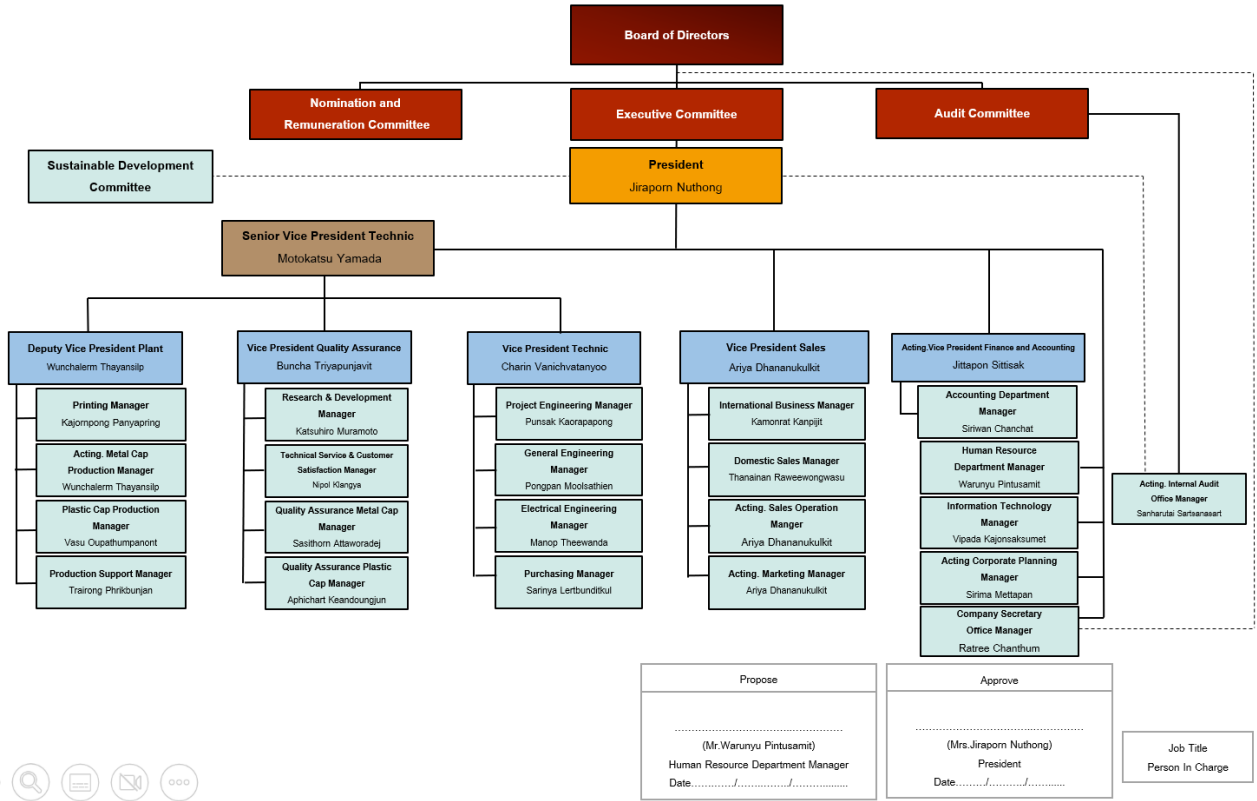 Board of Directors
Nomination and
Remuneration Committee
Executive Committee
Audit Committee
Sustainable Development
Committee
President
Jiraporn Nuthong
Senior Vice President Technic
Motokatsu Yamada
Deputy Vice President Plant
Wunchalerm Thayansilp
Printing Manager
Kajornpong Panyapring
Acting. Metal Cap
Production Manager
Wunchalerm Thayansilp
Plastic Cap Production
Manager
Vasu Oupathumpanont
Production Support Manager
Trairong Phrikbunjan
Vice President Quality Assurance
Buncha Triyapunjavit
Research & Development
Manager
Katsuhiro Muramoto
Technical Service & Customer
Satisfaction Manager
Nipol Klangya
Quality Assurance Metal Cap
Manager
Sasithorn Attaworadej
Quality Assurance Plastic
Cap Manager
Aphichart Keandoungjun
Vice President Technic
Charin Vanichvatanyoo
Project Engineering Manager
Punsak Kaorapapong
General Engineering
Manager
Pongpan Moolsathien
Electrical Engineering
Manager
Manop Theewanda
Purchasing Manager
Sarinya Lertbunditkul
Vice President Sales
Ariya Dhananukulkit
International Business Manager
Kamonrat Kanpijit
Domestic Sales Manager
Thanainan Raweewongwasu
Acting. Sales Operation
Manger
Ariya Dhananukulkit
Acting. Marketing Manager
Ariya Dhananukulkit
Acting.Vice President Finance and Accounting
Jittapon Sittisak
Accounting Department
Manager
Siriwan Chanchat
Human Resource
Department Manager
Warunyu Pintusamit
Information Technology
Manager
Vipada Kajonsaksumet
Acting Corporate Planning
Manager
Sirima Mettapan
Company Secretary
Office Manager
Ratree Chanthum
Acting. Internal Audit
Office Manager
Sanharutai Sartsanasart
Propose
................................................................
(Mr.Warunyu Pintusamit)
Human Resource Department Manager
Date............./................/..............
Approve
................................................................
(Mrs.Jiraporn Nuthong)
President
Date........./.........../.......
Job Title
Person In Charge